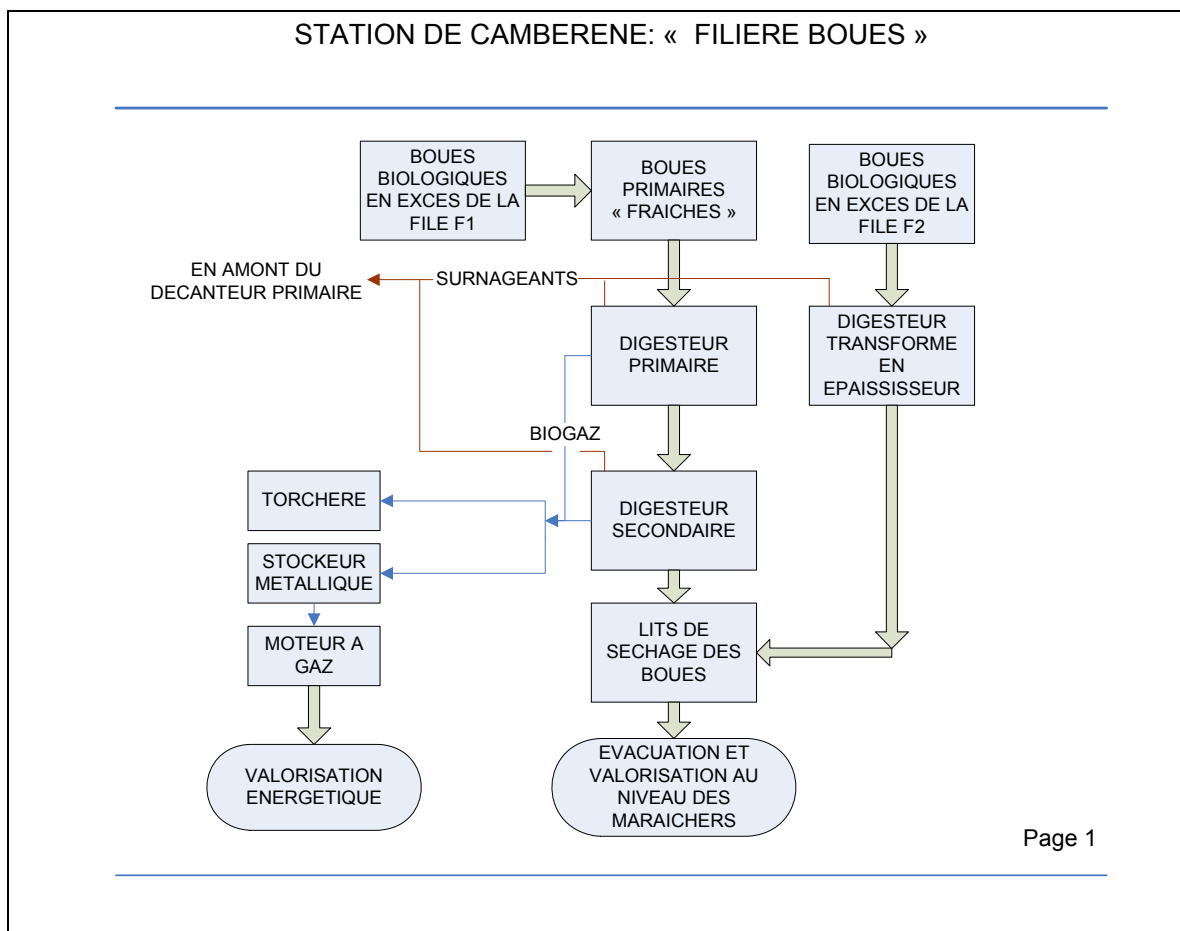 STATION DE CAMBERENE: «  FILIERE BOUES »
BOUES
BIOLOGIQUES
EN EXCES DE LA
FILE F1
BOUES
PRIMAIRES
« FRAICHES »
BOUES
BIOLOGIQUES
EN EXCES DE LA
FILE F2
EN AMONT DU
DECANTEUR PRIMAIRE
SURNAGEANTS
DIGESTEUR
PRIMAIRE
DIGESTEUR
TRANSFORME
EN
EPAISSISSEUR
BIOGAZ
TORCHERE
DIGESTEUR
SECONDAIRE
STOCKEUR
METALLIQUE
MOTEUR A
GAZ
LITS DE
SECHAGE DES
BOUES
VALORISATION
ENERGETIQUE
EVACUATION ET
VALORISATION AU
NIVEAU DES
MARAICHERS
Page 1